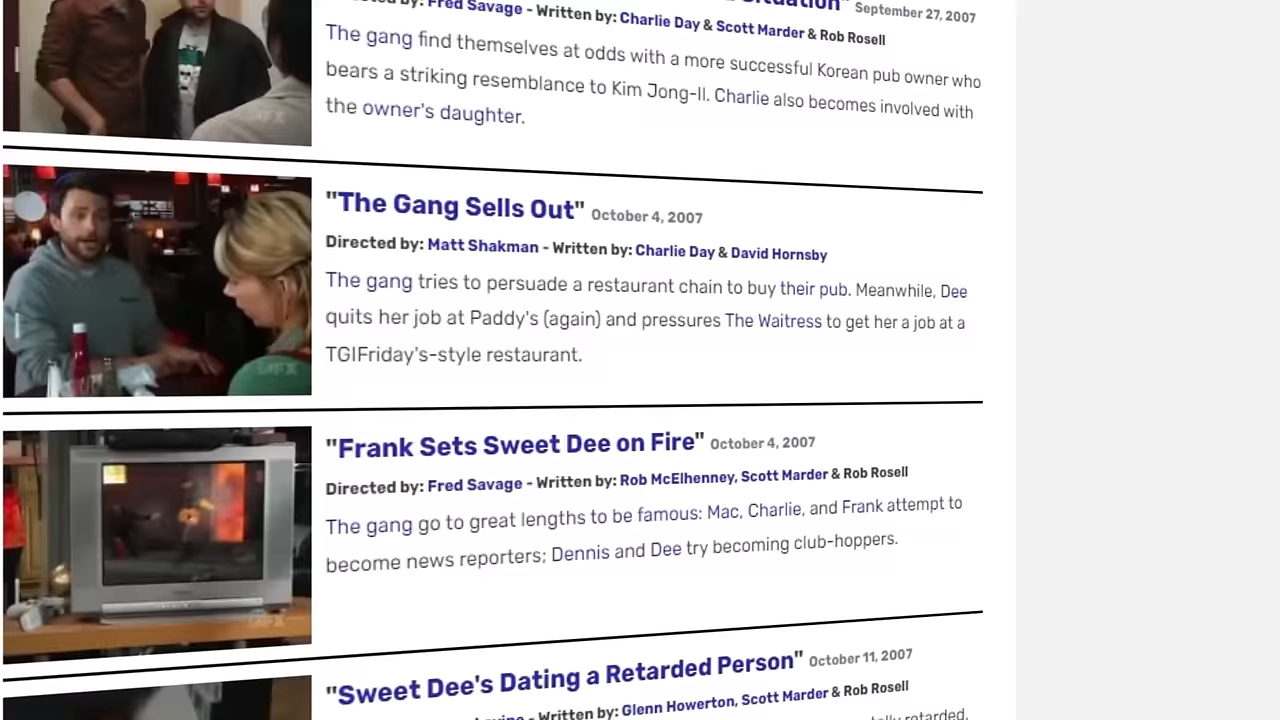 Situation" September 27, 2007
by: Fred Savage - Written by: Charlie Day & Scott Marder & Rob Rosell
The gang find themselves at odds with a more successful Korean pub owner who
bears a striking resemblance to Kim Jong-Il. Charlie also becomes involved with
the owner's daughter.
"The Gang Sells Out" October 4, 2007
Directed by: Matt Shakman - Written by: Charlie Day & David Hornsby
The gang tries to persuade a restaurant chain to buy their pub. Meanwhile, Dee
quits her job at Paddy's (again) and pressures The Waitress to get her a job at a
TGIFriday's-style restaurant.
"Frank Sets Sweet Dee on Fire" October 4, 2007
Directed by: Fred Savage - Written by: Rob McElhenney, Scott Marder & Rob Rosell
The gang go to great lengths to be famous: Mac, Charlie, and Frank attempt to
become news reporters; Dennis and Dee try becoming club-hoppers.
"Sweet Dee's Dating a Retarded Person" October 11, 2007
- Written by: Glenn Howerton, Scott Marder & Rob Rosell
retarded,